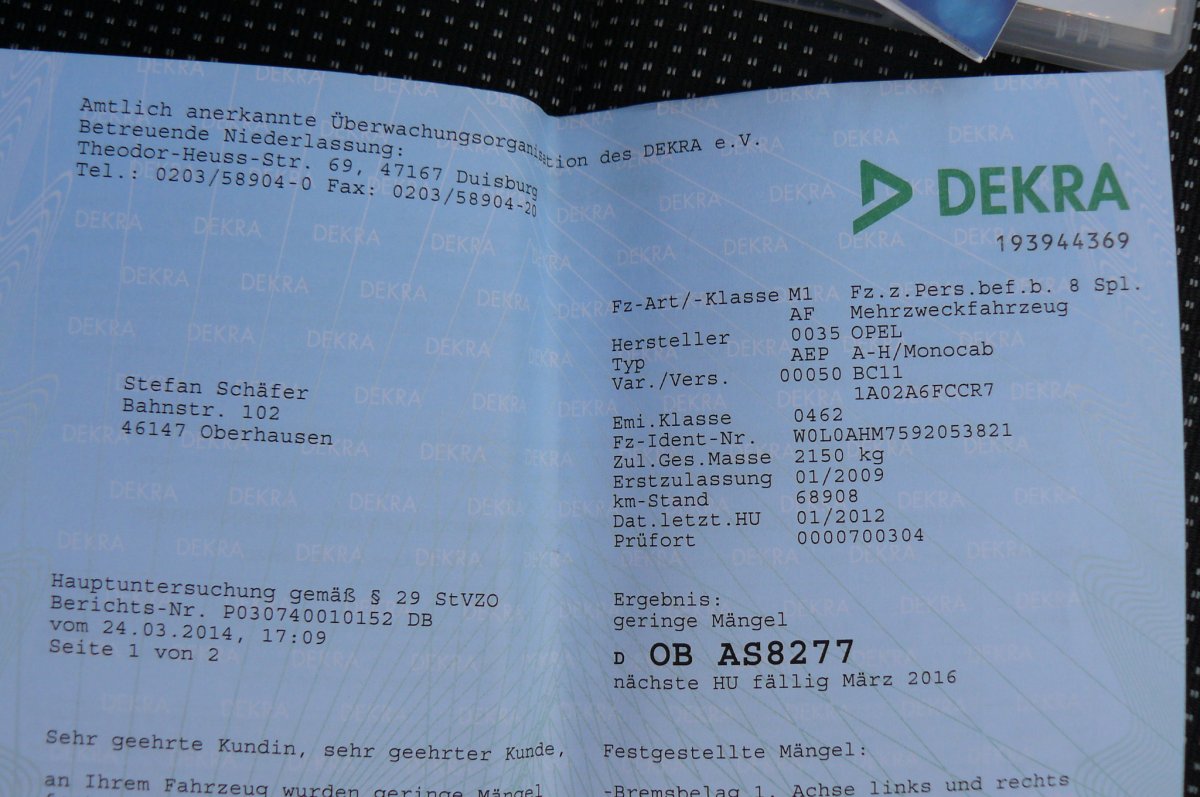 Amtlich anerkannte Überwachungsorganisation des DEKRA e.V.
Betreuende Niederlassung:
Theodor-Heuss-Str. 69, 47167 Duisburg
Tel.: 0203/58904-0 Fax: 0203/58904-20
DEKRA
193944369
Stefan Schäfer
Bahnstr. 102
46147 Oberhausen
Fz-Art/-Klasse M1 Fz.z.Pers.bef.b. 8 Spl.
AF Mehrzweckfahrzeug
Hersteller 0035 OPEL
Typ AEP A-H/Monocab
Var./Vers. 00050 BC11
1A02A6FCCR7
Emi.Klasse 0462
Fz-Ident-Nr. W0L0AHM7592053821
Zul.Ges.Masse 2150 kg
Erstzulassung 01/2009
km-Stand 68908
Dat.letzt.HU 01/2012
Prüfort 0000700304
Hauptuntersuchung gemäß § 29 StVZO
Berichts-Nr. P030740010152 DB
vom 24.03.2014, 17:09
Seite 1 von 2
Ergebnis:
geringe Mängel
D OB AS8277
nächste HU fällig März 2016
Sehr geehrte Kundin, sehr geehrter Kunde,
an Ihrem Fahrzeug wurden geringe Mängel
Festgestellte Mängel:
-Bremsbelag 1. Achse links und rechts